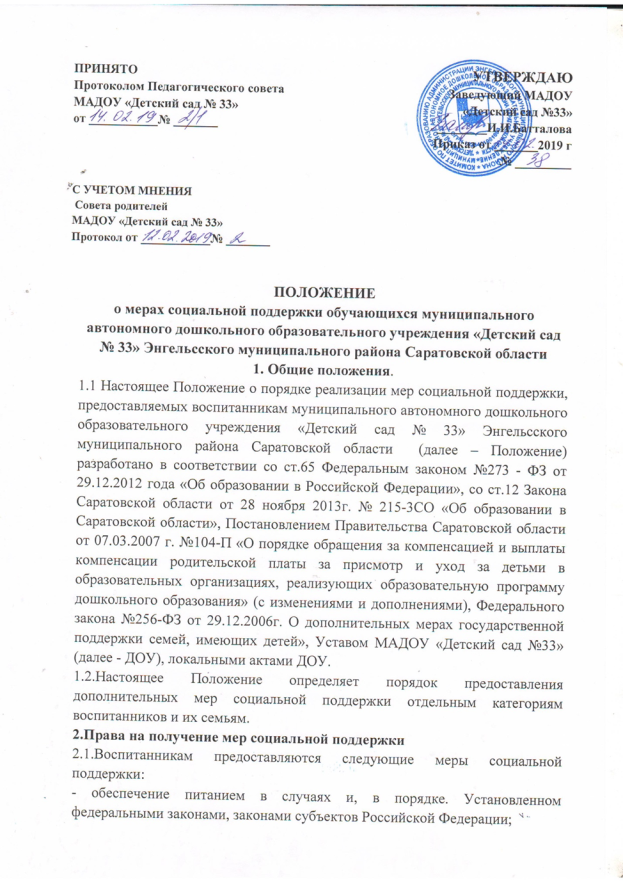 ПРИНЯТО
Протоколом Педагогического совета
МАДОУ «Детский сад № 33»
от 14.02.19 № 2/1
УТВЕРЖДАЮ
Заведующий МАДОУ
«Детский сад №33»
И.И.Батталова
Приказ от 2019 г
№ 38
С УЧЕТОМ МНЕНИЯ
Совета родителей
МАДОУ «Детский сад № 33»
Протокол от 12.02.2019 № 2
ПОЛОЖЕНИЕ
о мерах социальной поддержки обучающихся муниципального
автономного дошкольного образовательного учреждения «Детский сад
№ 33» Энгельсского муниципального района Саратовской области
1. Общие положения.
1.1 Настоящее Положение о порядке реализации мер социальной поддержки,
предоставляемых воспитанникам муниципального автономного дошкольного
образовательного учреждения «Детский сад № 33» Энгельсского
муниципального района Саратовской области (далее – Положение)
разработано в соответствии со ст.65 Федеральным законом №273 - ФЗ от
29.12.2012 года «Об образовании в Российской Федерации», со ст.12 Закона
Саратовской области от 28 ноября 2013г. № 215-ЗСО «Об образовании в
Саратовской области», Постановлением Правительства Саратовской области
от 07.03.2007 г. №104-П «О порядке обращения за компенсацией и выплаты
компенсации родительской платы за присмотр и уход за детьми в
образовательных организациях, реализующих образовательную программу
дошкольного образования» (с изменениями и дополнениями), Федерального
закона №256-ФЗ от 29.12.2006г. О дополнительных мерах государственной
поддержки семей, имеющих детей», Уставом МАДОУ «Детский сад №33»
(далее - ДОУ), локальными актами ДОУ.
1.2.Настоящее Положение определяет порядок предоставления
дополнительных мер социальной поддержки отдельным категориям
воспитанников и их семьям.
2.Права на получение мер социальной поддержки
2.1.Воспитанникам предоставляются следующие меры социальной
поддержки:
- обеспечение питанием в случаях и, в порядке. Установленном
федеральными законами, законами субъектов Российской Федерации;